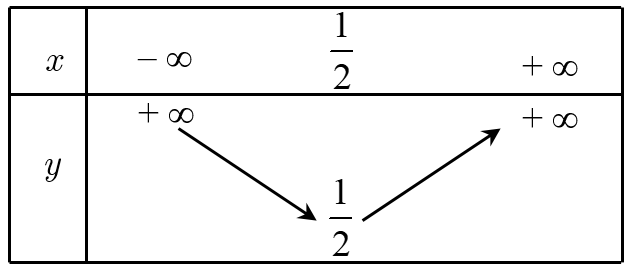 x −∞ 1/2 +∞
y +∞ 1/2 +∞